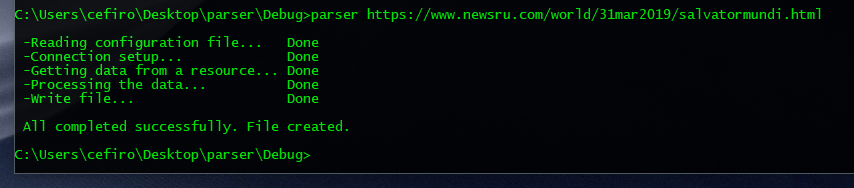 C:\Users\cefiro\Desktop\parser\Debug>parser https://www.newsru.com/world/31mar2019/salvatormundi.html
-Reading configuration file... Done
-Connection setup... Done
-Getting data from a resource... Done
-Processing the data... Done
-Write file... Done
All completed successfully. File created.
C:\Users\cefiro\Desktop\parser\Debug>